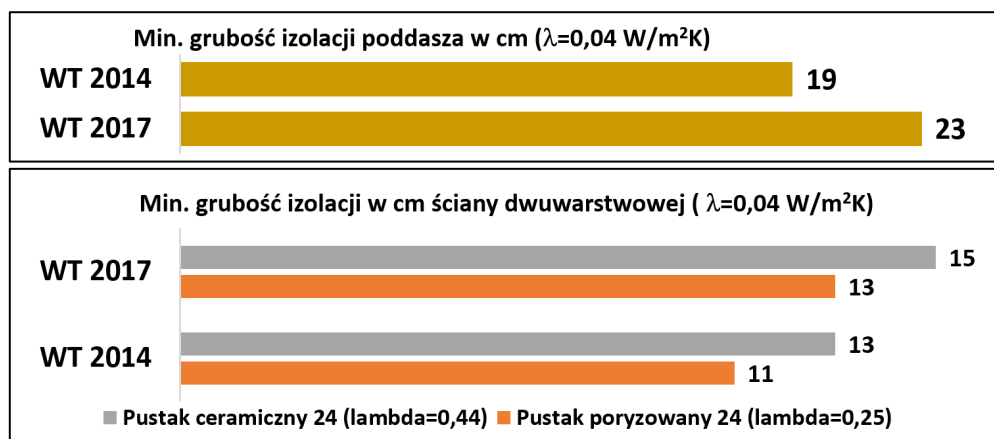 Min. grubość izolacji poddasza w cm (λ=0,04 W/m²K)
WT 2014 19
WT 2017 23
Min. grubość izolacji w cm ściany dwuwarstwowej ( λ=0,04 W/m²K)
WT 2017 15
13
WT 2014 13
11
Pustak ceramiczny 24 (lambda=0,44) Pustak poryzowany 24 (lambda=0,25)